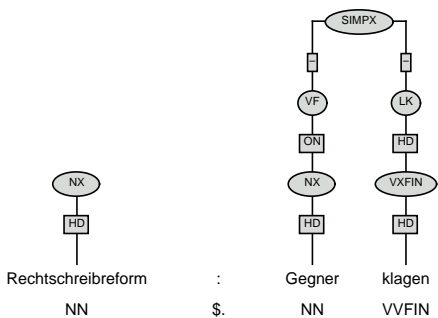 SIMPX
– –
VF LK
ON HD
NX NX VXFIN
HD HD HD
Rechtschreibreform : Gegner klagen
NN $. NN VVFIN